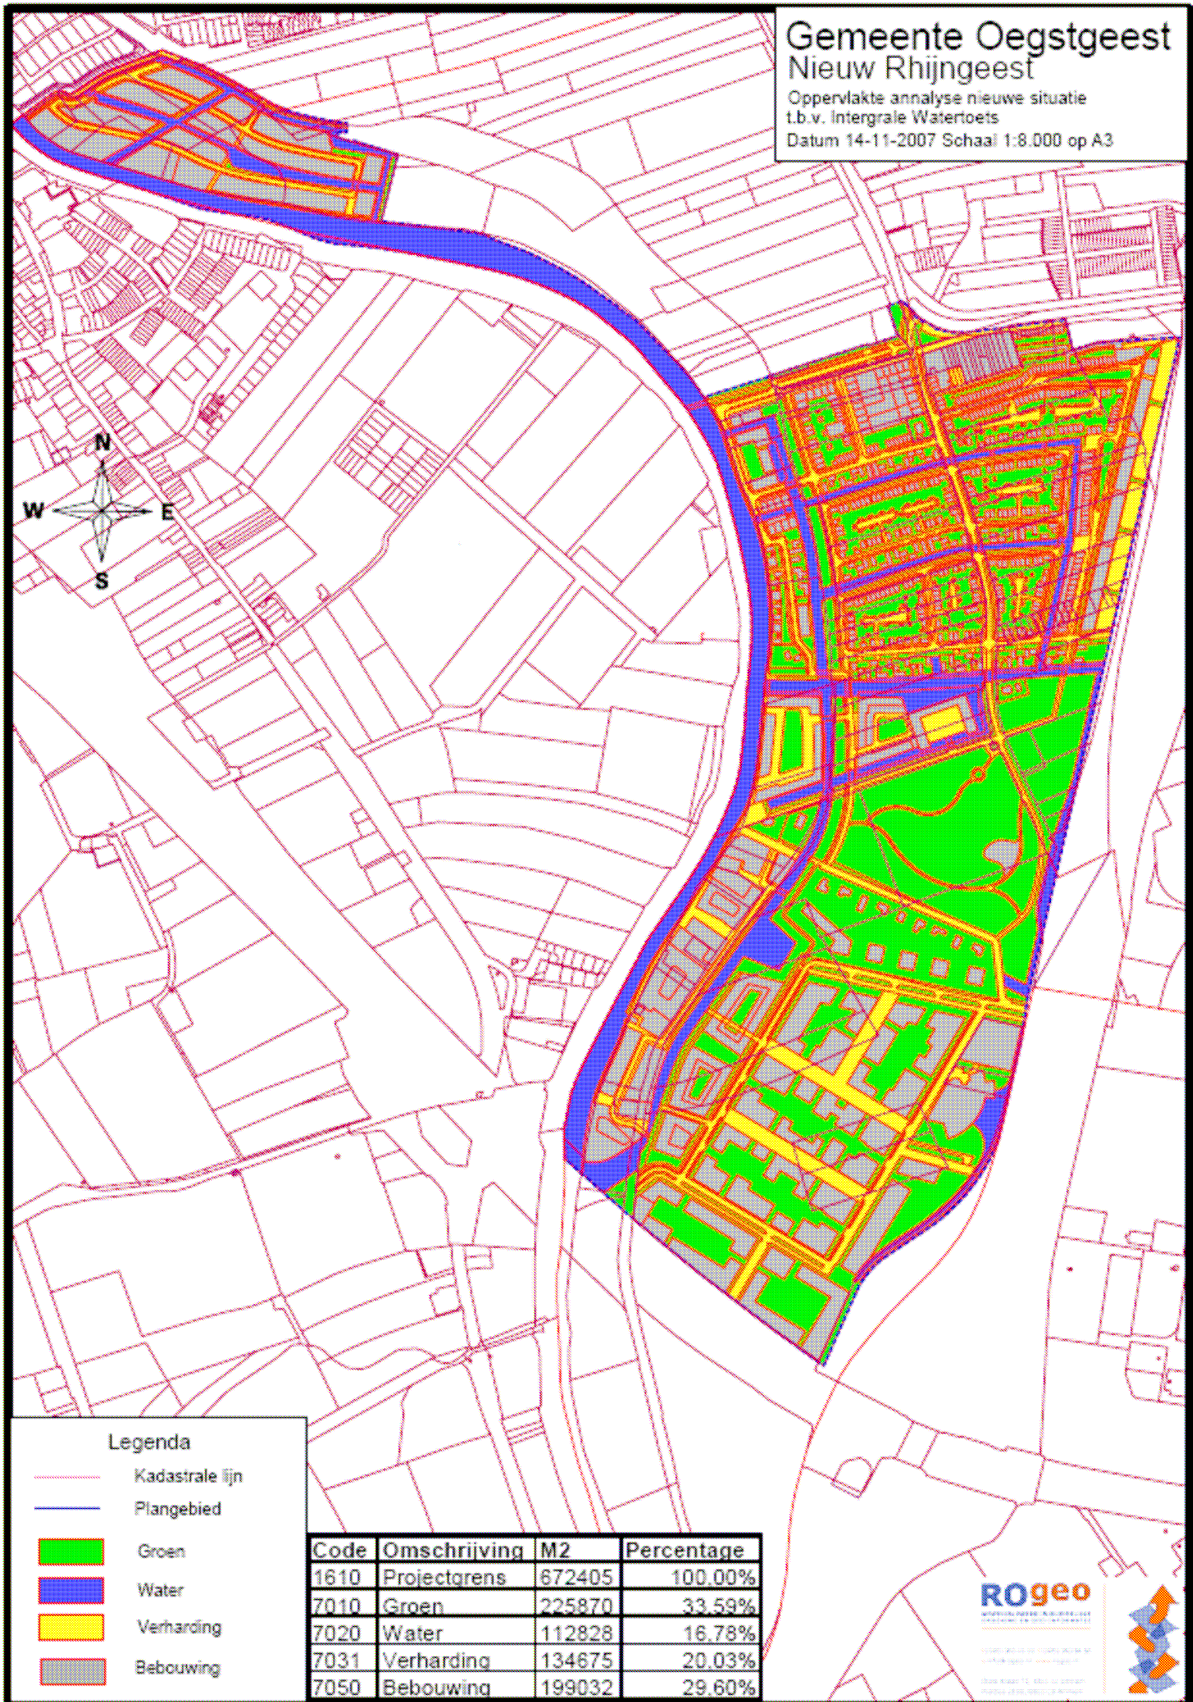 Gemeente Oegstgeest
Nieuw Rhijngeest
Oppervlakte annalyse nieuwe situatie
t.b.v. Intergrale Watertoets
Datum 14-11-2007 Schaal 1:8.000 op A3
N
W E
S
Legenda
Kadastrale lijn
Plangebied
Groen
Water
Verharding
Bebouwing
Code Omschrijving M2 Percentage
1610 Projectgrens 672405 100.00%
7010 Groen 225870 33.59%
7020 Water 112828 16.78%
7031 Verharding 134675 20.03%
7050 Bebouwing 199032 29.60%
ROgeo